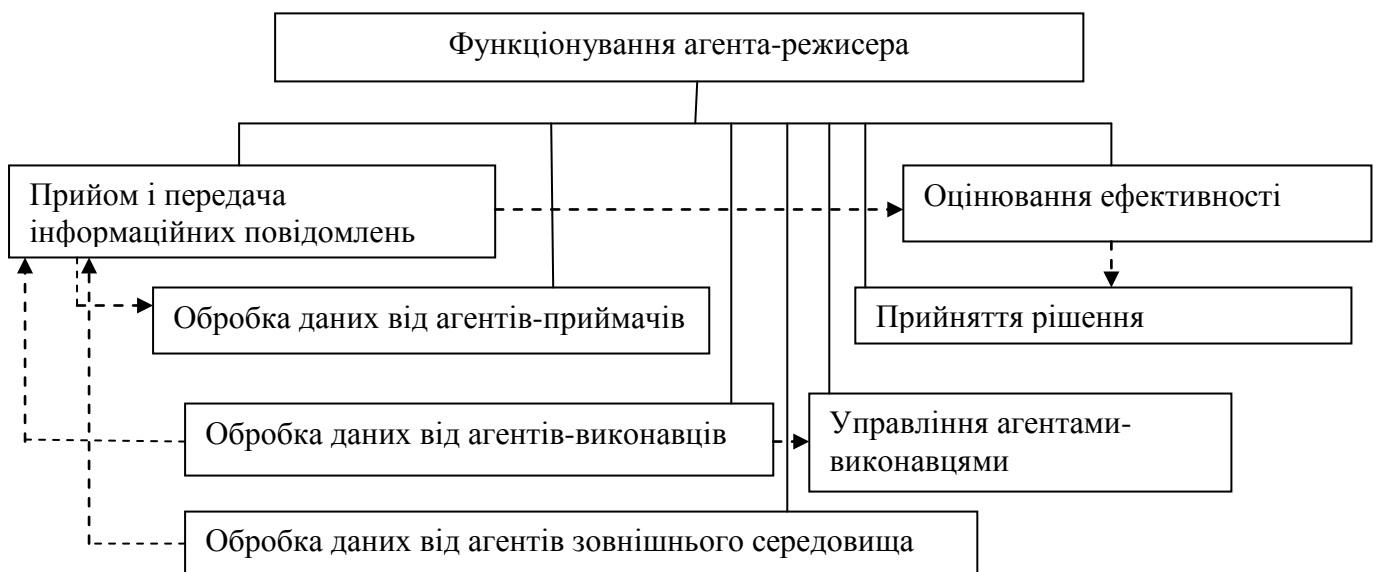 Функціонування агента-режисера
Прийом і передача
інформаційних повідомлень
Оцінювання ефективності
Обробка даних від агентів-приймачів
Прийняття рішення
Обробка даних від агентів-виконавців
Управління агентами-
виконавцями
Обробка даних від агентів зовнішнього середовища